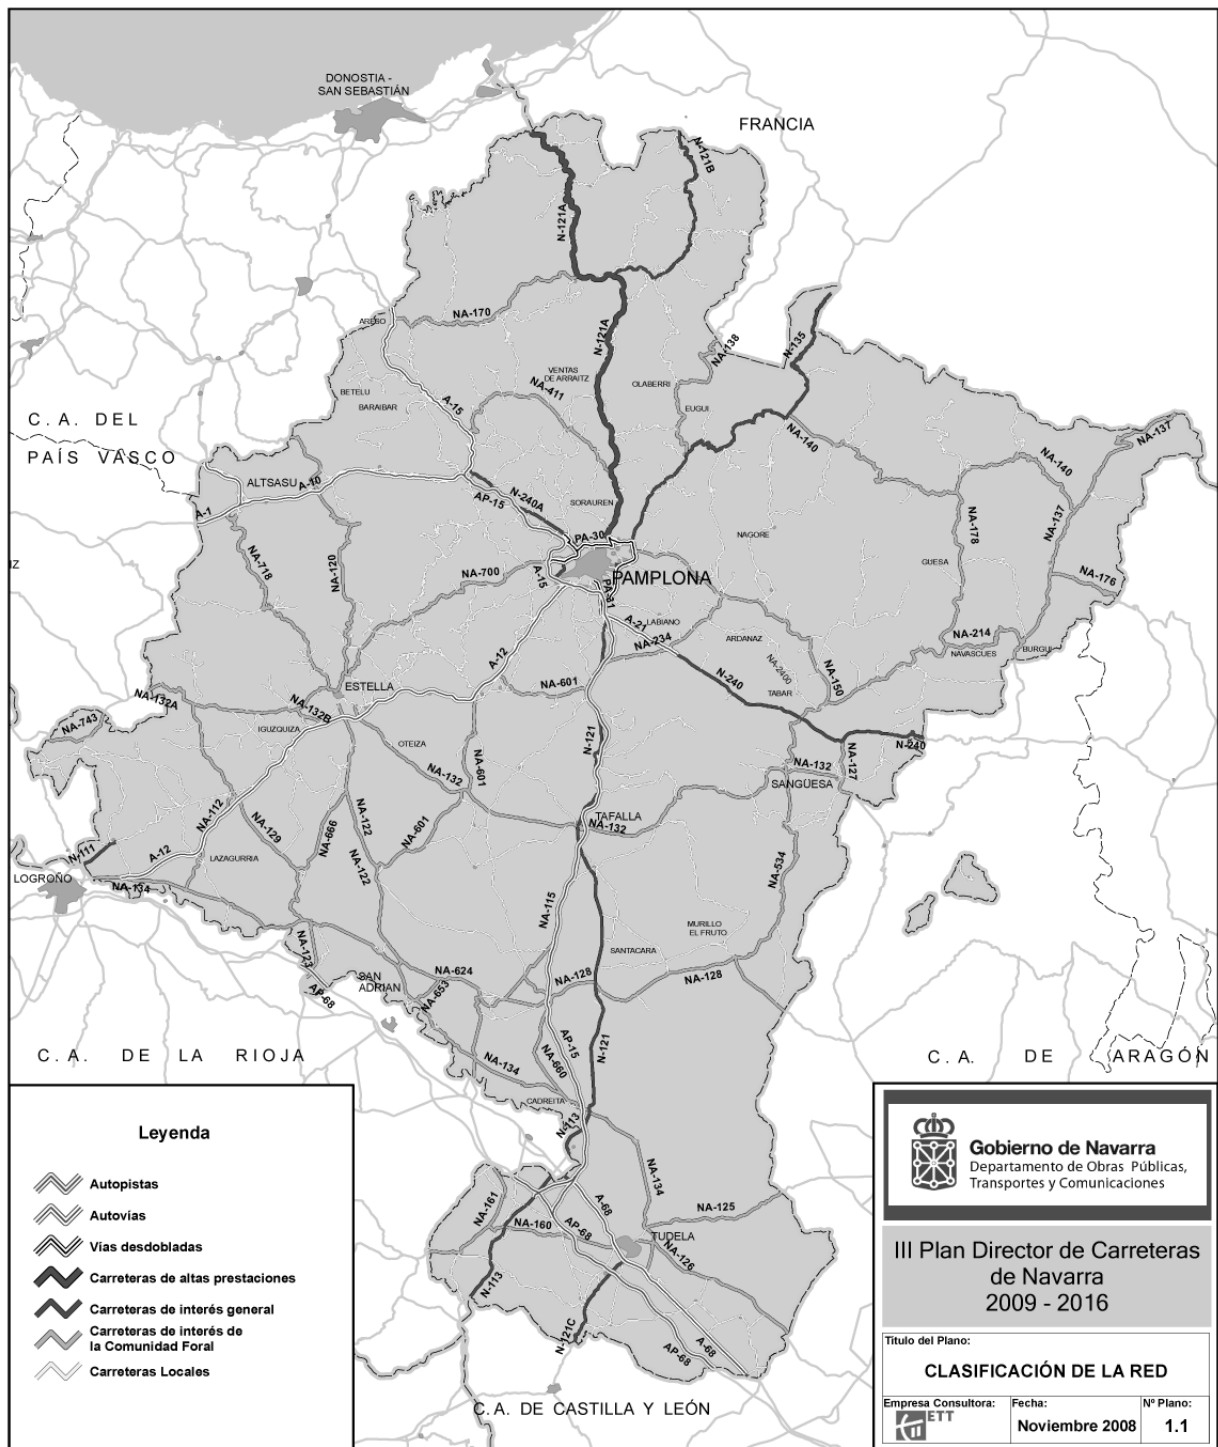 DONOSTIA -
SAN SEBASTIÁN
FRANCIA
N-121B
N-121A
NA-170
ARESO
N-121A
NA-138
N-135
VENTAS
DE ARRAITZ
OLABERRI
BETELU
BARAIBAR
A-15
NA-411
EUGUI
C. A. DEL
PAÍS VASCO
NA-140
NA-137
NA-140
ALTSASU
A-10
A-1
N-240A
AP-15
SORAUREN
NA-137
NA-178
PA-30
NAGORE
GUESA
IZ
NA-718
NA-120
NA-700
A-15
PAMPLONA
PA-31
NA-176
A-21
LABIANO
NA-234
ARDANAZ
NA-214
NAVASCUES
BURGUI
A-12
NA-2400
N-240
TABAR
NA-150
ESTELLA
NA-601
NA-132A
NA-132B
NA-743
IGUZQUIZA
OTEIZA
N-121
N-240
NA-132
NA-601
NA-132
NA-127
SANGÜESA
NA-112
NA-129
NA-666
NA-122
TAFALLA
NA-132
NA-601
N-111
A-12
LAZAGURRIA
NA-122
LOGROÑO
NA-134
NA-534
NA-115
MURILLO
EL FRUTO
NA-123
SANTACARA
SAN
ADRIAN
NA-624
NA-128
NA-128
AP-68
NA-653
C. A. DE LA RIOJA
AP-15
N-121
NA-660
NA-134
C. A. DE ARAGÓN
CADREITA
N-113
NA-134
NA-161
A-68
NA-125
NA-160
AP-68
TUDELA
NA-126
N-113
N-121C
AP-68
A-68
C.A. DE CASTILLA Y LEÓN
Leyenda
Autopistas
Autovías
Vías desdobladas
Carreteras de altas prestaciones
Carreteras de interés general
Carreteras de interés de
la Comunidad Foral
Carreteras Locales
Gobierno de Navarra
Departamento de Obras Públicas,
Transportes y Comunicaciones
III Plan Director de Carreteras
de Navarra
2009 - 2016
Titulo del Plano:
CLASIFICACIÓN DE LA RED
Empresa Consultora:
ETT
Fecha:
Noviembre 2008
Nº Plano:
1.1